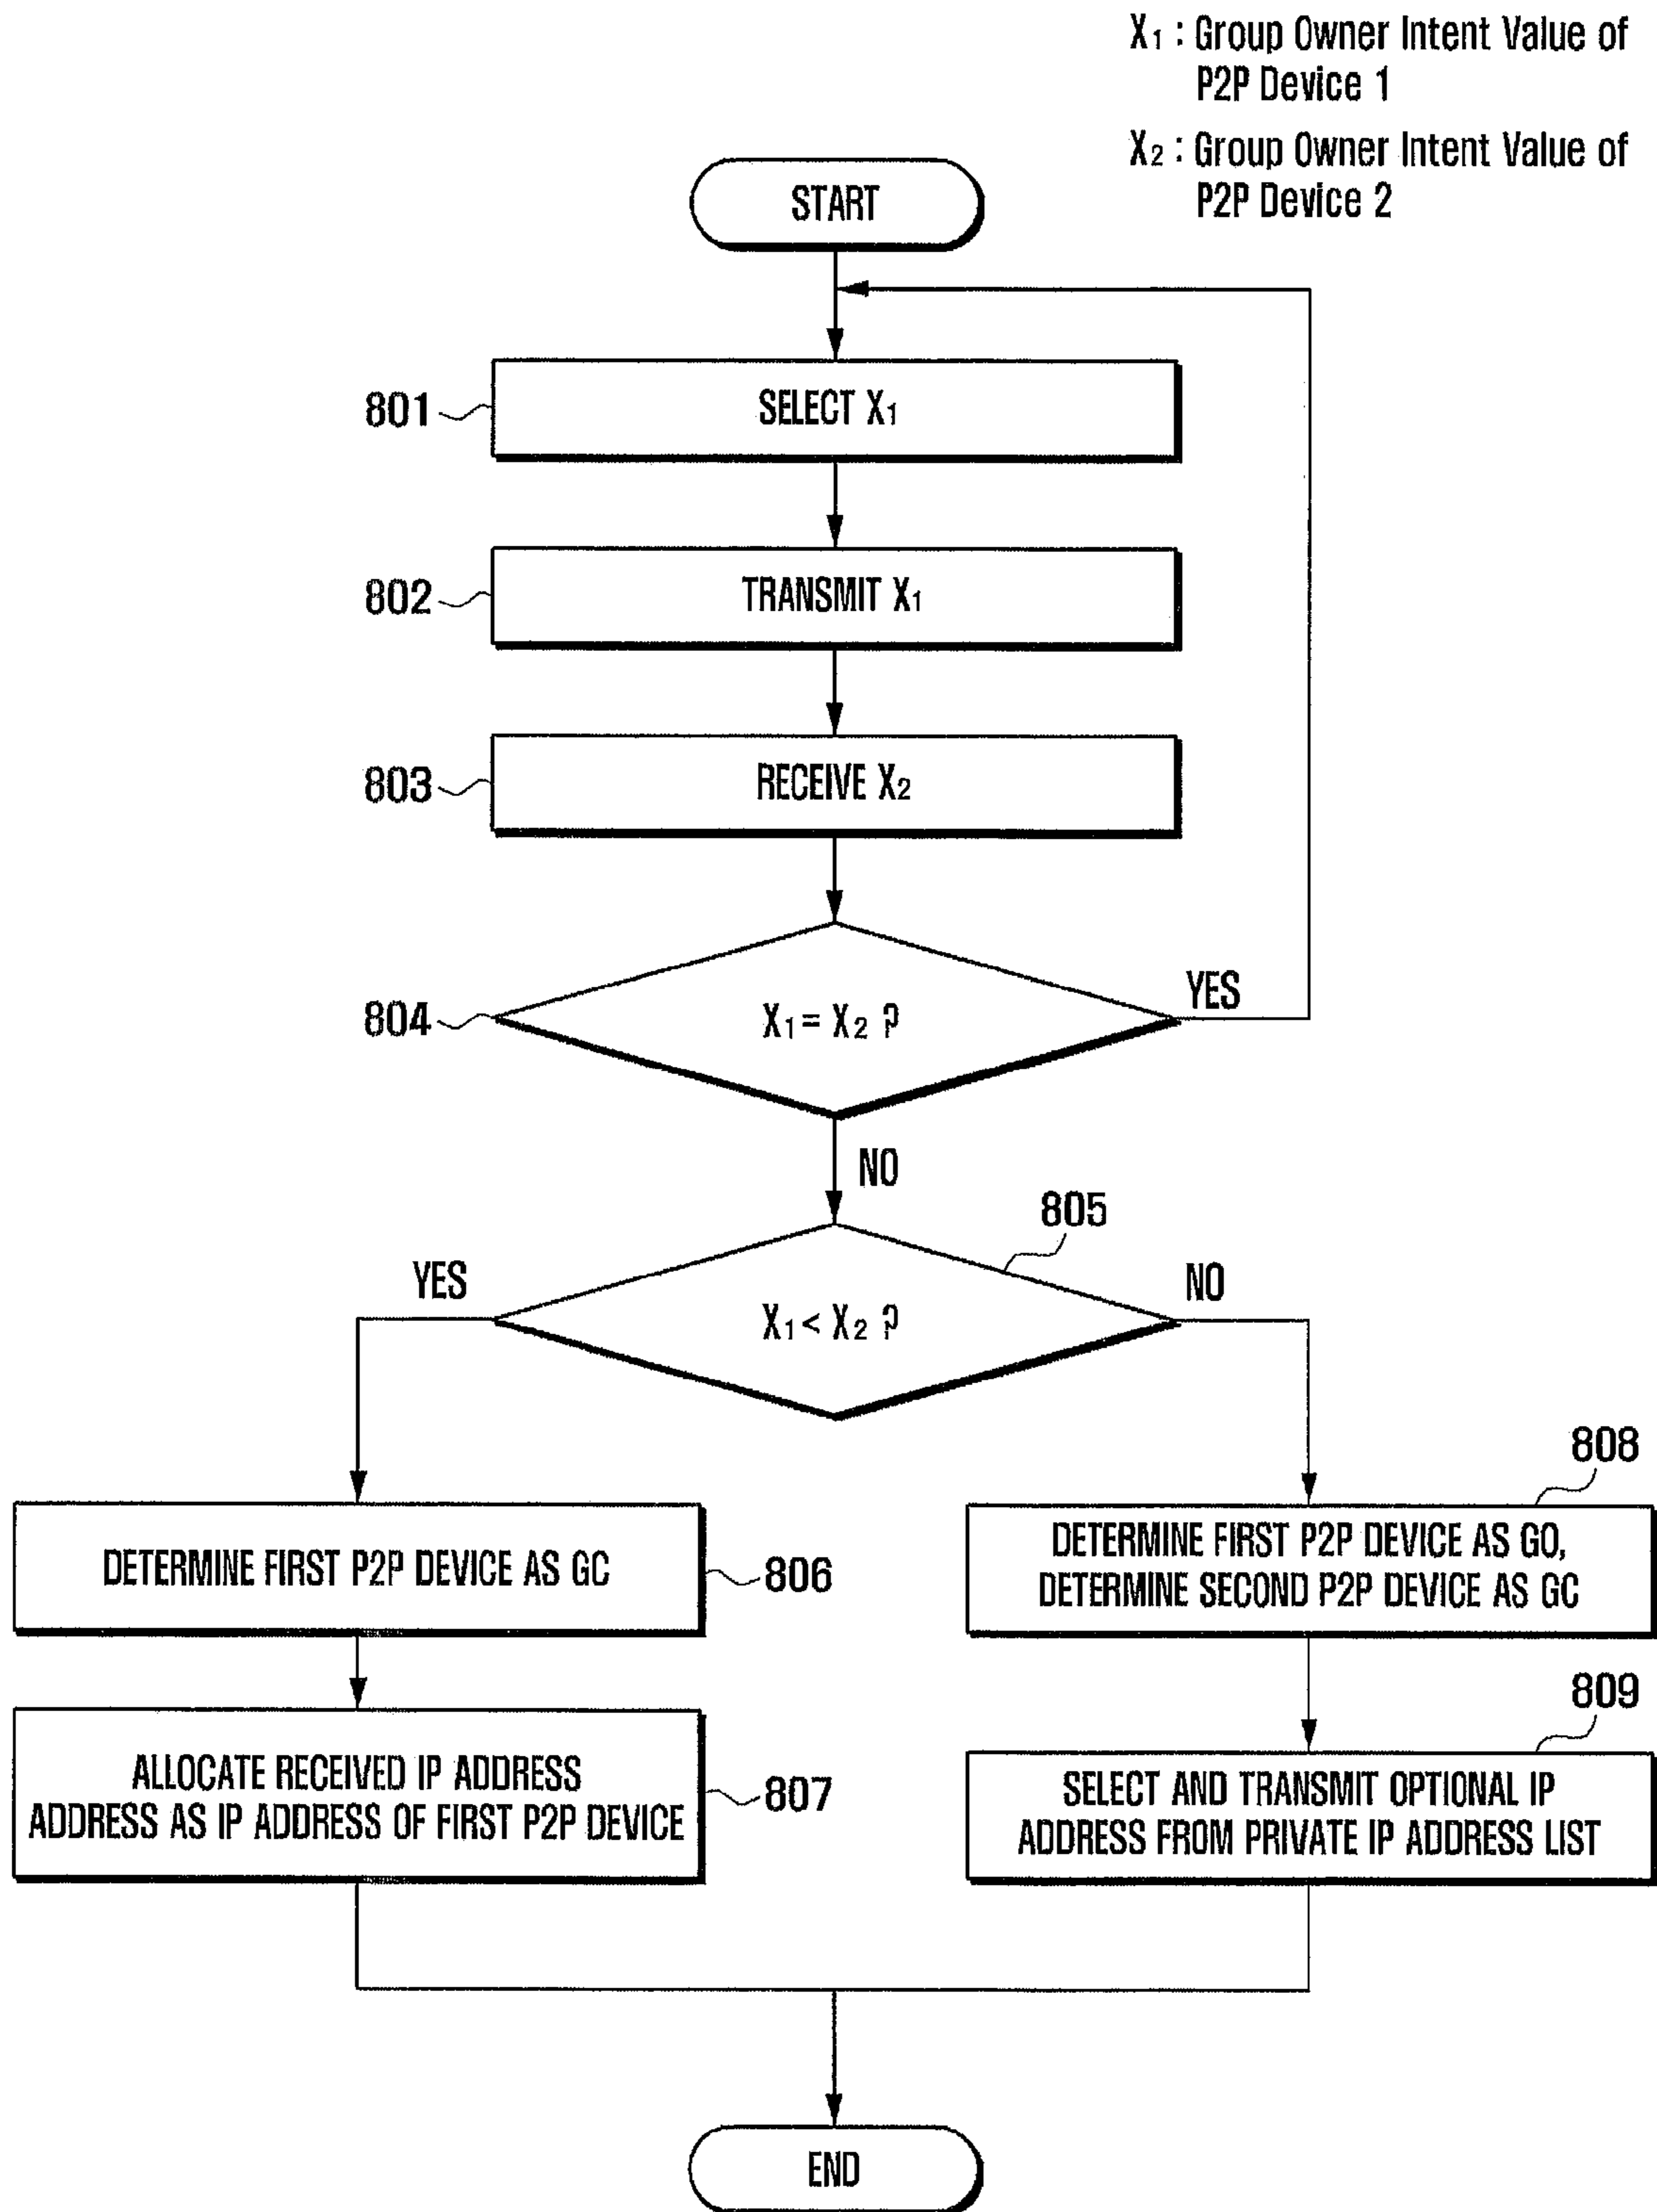 X1 : Group Owner Intent Value of
P2P Device 1
X2 : Group Owner Intent Value of
P2P Device 2
START
801
SELECT X1
802
TRANSMIT X1
803
RECEIVE X2
804
X1 = X2 ?
YES
NO
805
YES
X1 < X2 ?
NO
DETERMINE FIRST P2P DEVICE AS GC
806
808
DETERMINE FIRST P2P DEVICE AS GO,
DETERMINE SECOND P2P DEVICE AS GC
ALLOCATE RECEIVED IP ADDRESS
ADDRESS AS IP ADDRESS OF FIRST P2P DEVICE
807
809
SELECT AND TRANSMIT OPTIONAL IP
ADDRESS FROM PRIVATE IP ADDRESS LIST
END